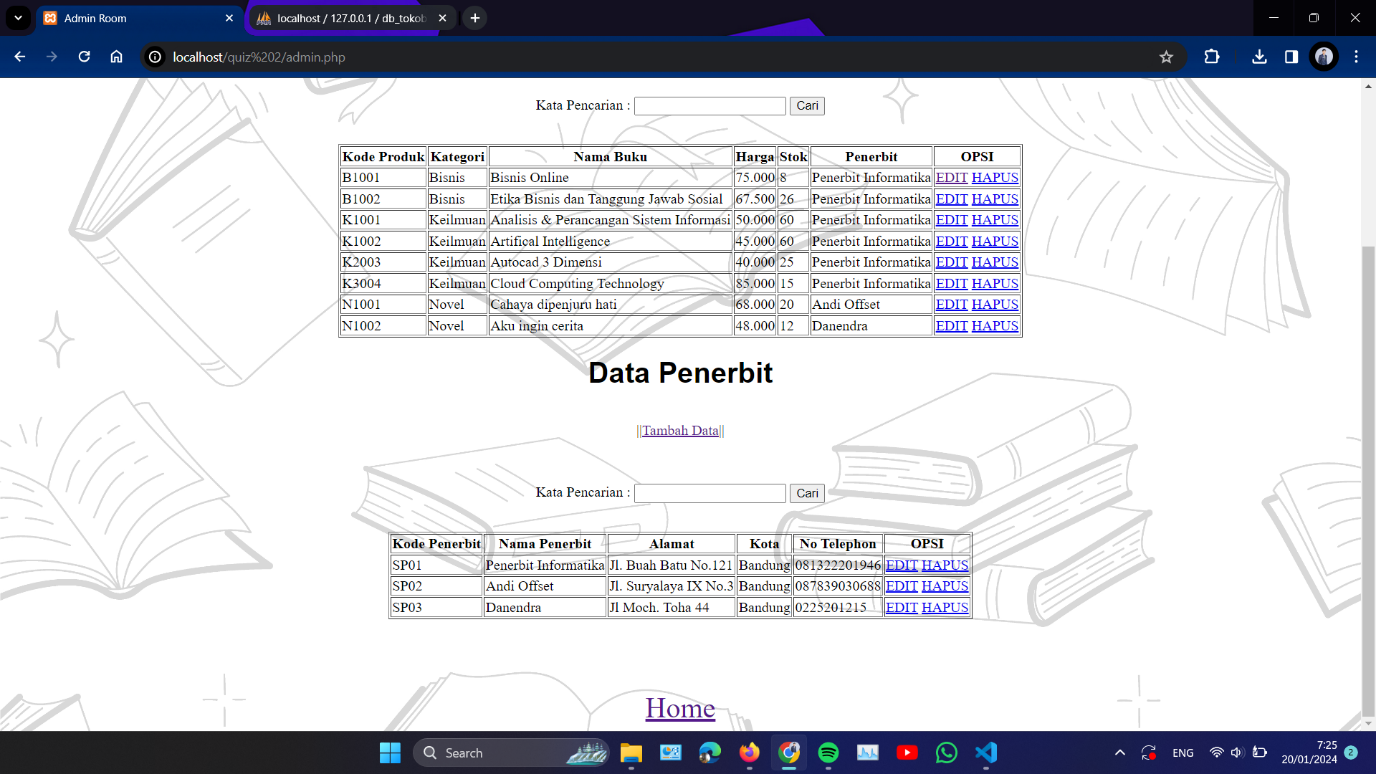 Admin Room
localhost / 127.0.0.1 / db_tokob
localhost/quiz%202/admin.php
Kata Pencarian : Cari
Kode Produk Kategori Nama Buku Harga Stok Penerbit OPSI
B1001 Bisnis Bisnis Online 75.000 8 Penerbit Informatika EDIT HAPUS
B1002 Bisnis Etika Bisnis dan Tanggung Jawab Sosial 67.500 26 Penerbit Informatika EDIT HAPUS
K1001 Keilmuan Analisis & Perancangan Sistem Informasi 50.000 60 Penerbit Informatika EDIT HAPUS
K1002 Keilmuan Artifical Intelligence 45.000 60 Penerbit Informatika EDIT HAPUS
K2003 Keilmuan Autocad 3 Dimensi 40.000 25 Penerbit Informatika EDIT HAPUS
K3004 Keilmuan Cloud Computing Technology 85.000 15 Penerbit Informatika EDIT HAPUS
N1001 Novel Cahaya dipenjuru hati 68.000 20 Andi Offset EDIT HAPUS
N1002 Novel Aku ingin cerita 48.000 12 Danendra EDIT HAPUS
Data Penerbit
||Tambah Data||
Kata Pencarian : Cari
Kode Penerbit Nama Penerbit Alamat Kota No Telephon OPSI
SP01 Penerbit Informatika Jl. Buah Batu No.121 Bandung 081322201946 EDIT HAPUS
SP02 Andi Offset Jl. Suryalaya IX No.3 Bandung 087839030688 EDIT HAPUS
SP03 Danendra Jl Moch. Toha 44 Bandung 0225201215 EDIT HAPUS
Home
Search
ENG
7:25
20/01/2024
2